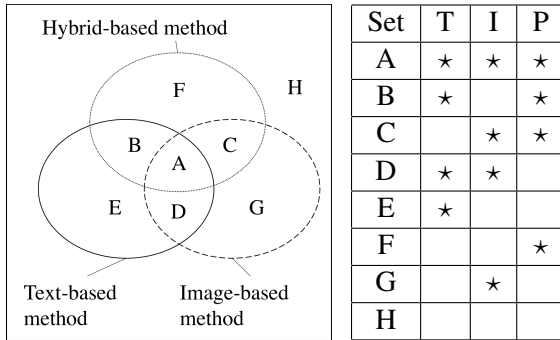 Hybrid-based method
F
H
B
C
A
E
D
G
Text-based
method
Image-based
method
Set T I P
A ⋆ ⋆ ⋆
B ⋆ ⋆
C ⋆ ⋆
D ⋆ ⋆
E ⋆
F ⋆
G ⋆
H